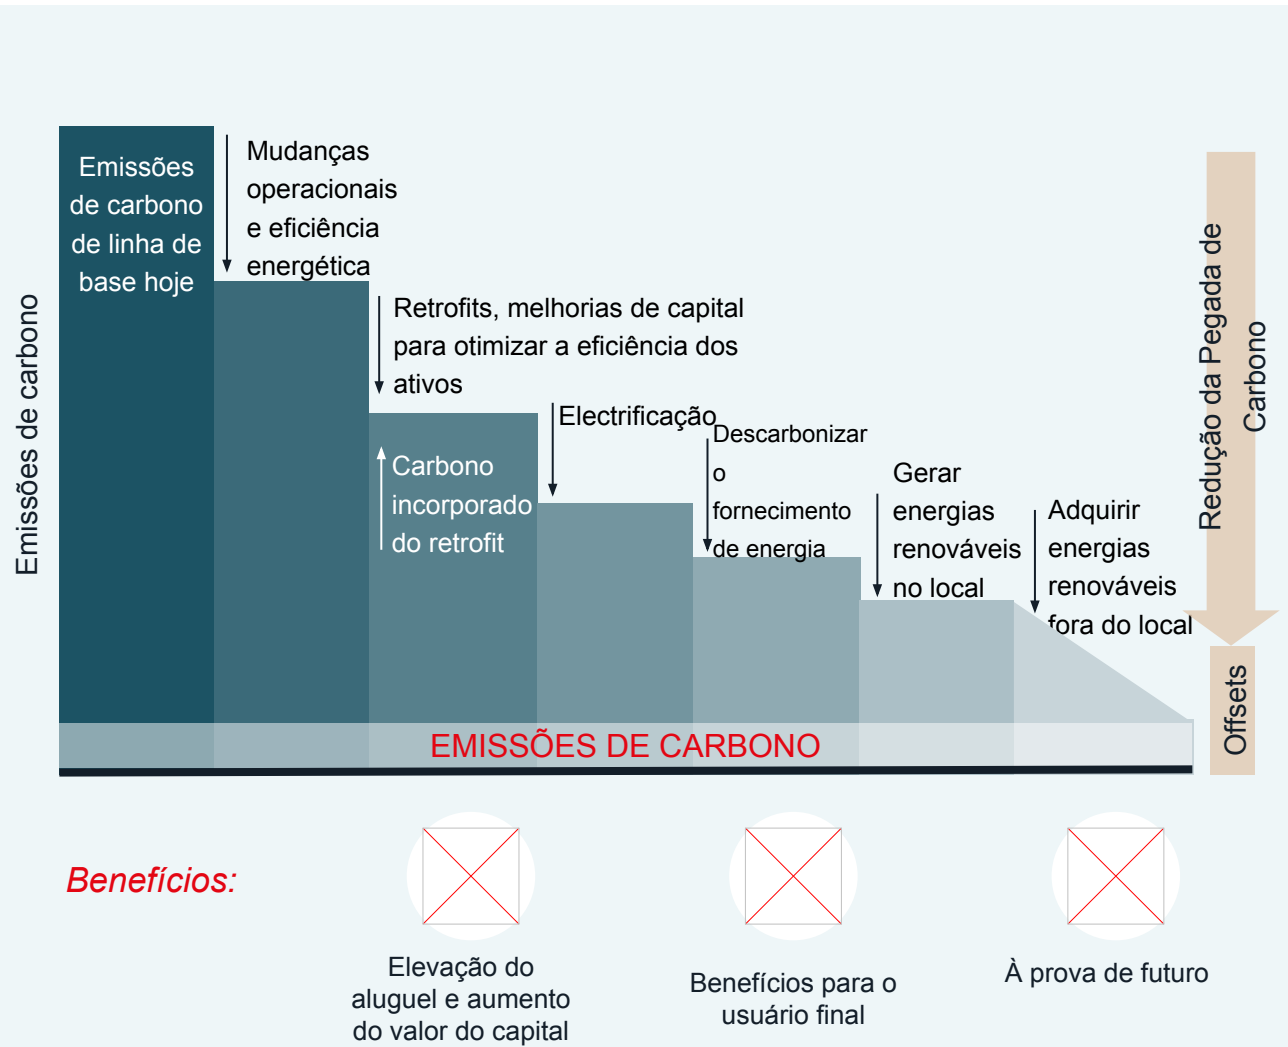 Emissões de carbono
Emissões
de carbono
de linha de
base hoje
Mudanças
operacionais
e eficiência
energética
Retrofits, melhorias de capital
para otimizar a eficiência dos
ativos
Carbono
incorporado
do retrofit
Electrificação
Descarbonizar
o
fornecimento
de energia
Gerar
energias
renováveis
no local
Adquirir
energias
renováveis
fora do local
Redução da Pegada de
Carbono
Offsets
EMISSÕES DE CARBONO
Benefícios:
Elevação do
aluguel e aumento
do valor do capital
Benefícios para o
usuário final
À prova de futuro